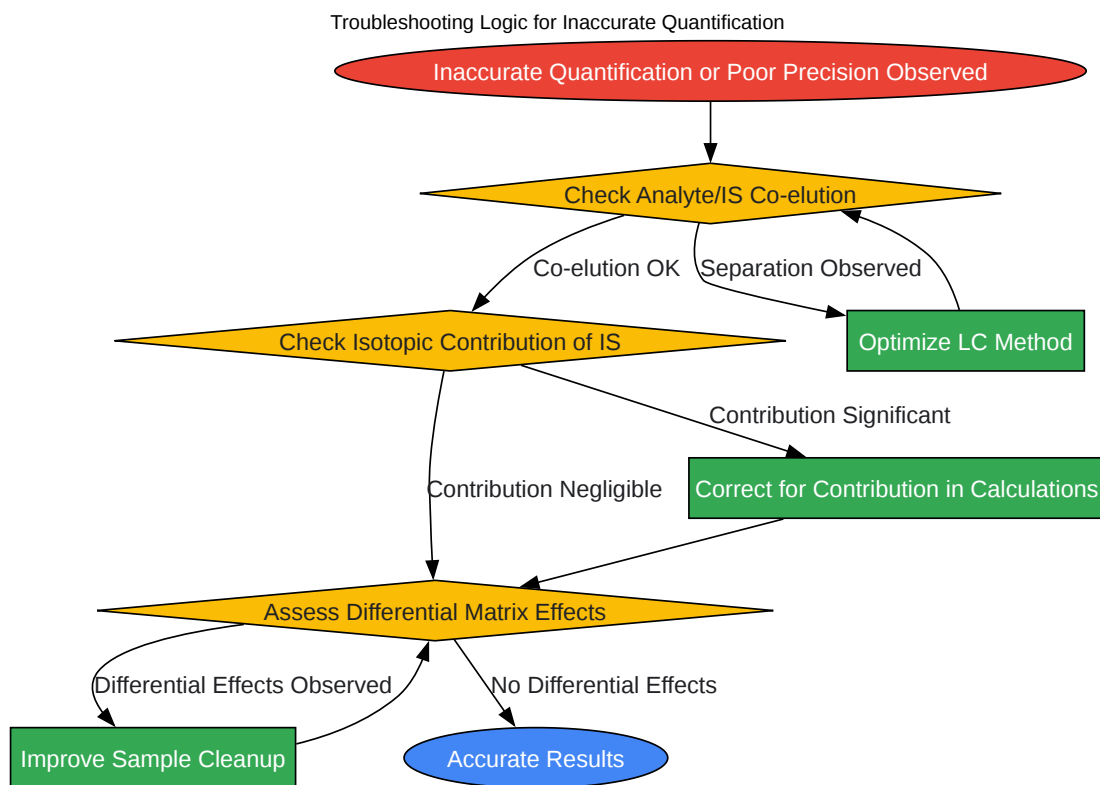 Troubleshooting Logic for Inaccurate Quantification
Inaccurate Quantification or Poor Precision Observed
Check Analyte/IS Co-elution
Co-elution OK
Separation Observed
Check Isotopic Contribution of IS
Optimize LC Method
Contribution Significant
Contribution Negligible
Correct for Contribution in Calculations
Assess Differential Matrix Effects
Differential Effects Observed
No Differential Effects
Improve Sample Cleanup
Accurate Results